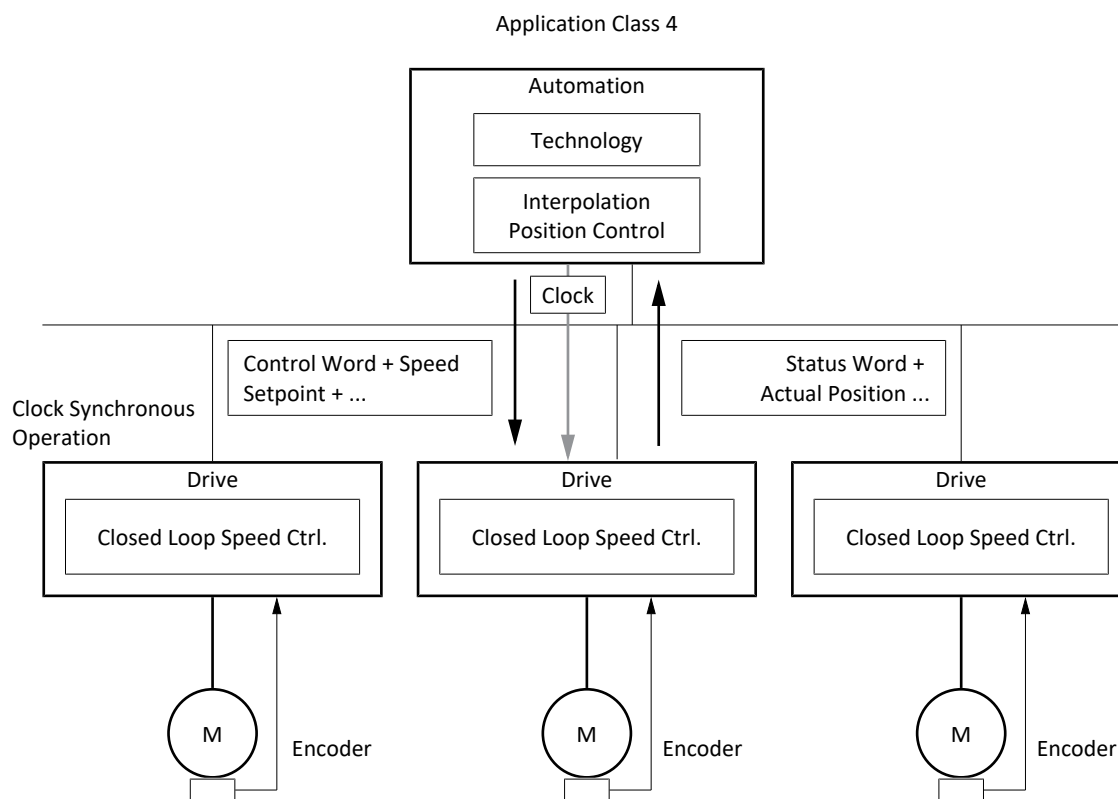 Application Class 4
Automation
Technology
Interpolation
Position Control
Clock
Control Word + Speed
Setpoint + ...
Status Word +
Actual Position ...
Clock Synchronous
Operation
Drive
Closed Loop Speed Ctrl.
Drive
Closed Loop Speed Ctrl.
Drive
Closed Loop Speed Ctrl.
M
Encoder
M
Encoder
M
Encoder